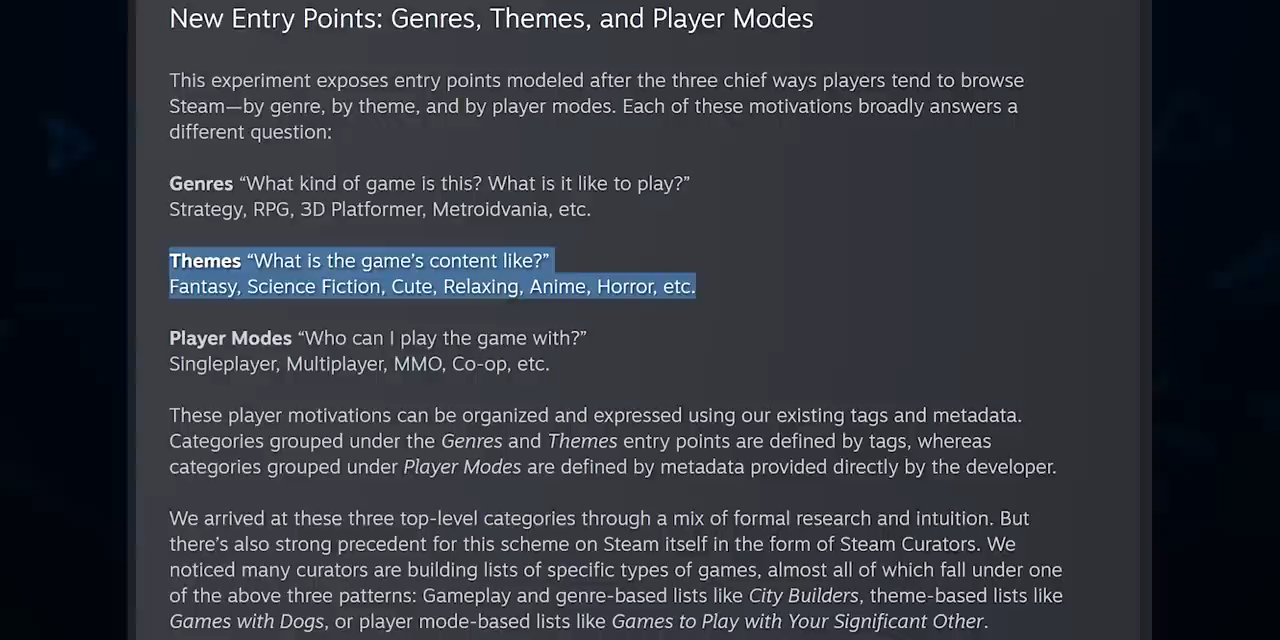 New Entry Points: Genres, Themes, and Player Modes
This experiment exposes entry points modeled after the three chief ways players tend to browse
Steam—by genre, by theme, and by player modes. Each of these motivations broadly answers a
different question:
Genres “What kind of game is this? What is it like to play?”
Strategy, RPG, 3D Platformer, Metroidvania, etc.
Themes “What is the game’s content like?”
Fantasy, Science Fiction, Cute, Relaxing, Anime, Horror, etc.
Player Modes “Who can I play the game with?”
Singleplayer, Multiplayer, MMO, Co-op, etc.
These player motivations can be organized and expressed using our existing tags and metadata.
Categories grouped under the Genres and Themes entry points are defined by tags, whereas
categories grouped under Player Modes are defined by metadata provided directly by the developer.
We arrived at these three top-level categories through a mix of formal research and intuition. But
there’s also strong precedent for this scheme on Steam itself in the form of Steam Curators. We
noticed many curators are building lists of specific types of games, almost all of which fall under one
of the above three patterns: Gameplay and genre-based lists like City Builders, theme-based lists like
Games with Dogs, or player mode-based lists like Games to Play with Your Significant Other.